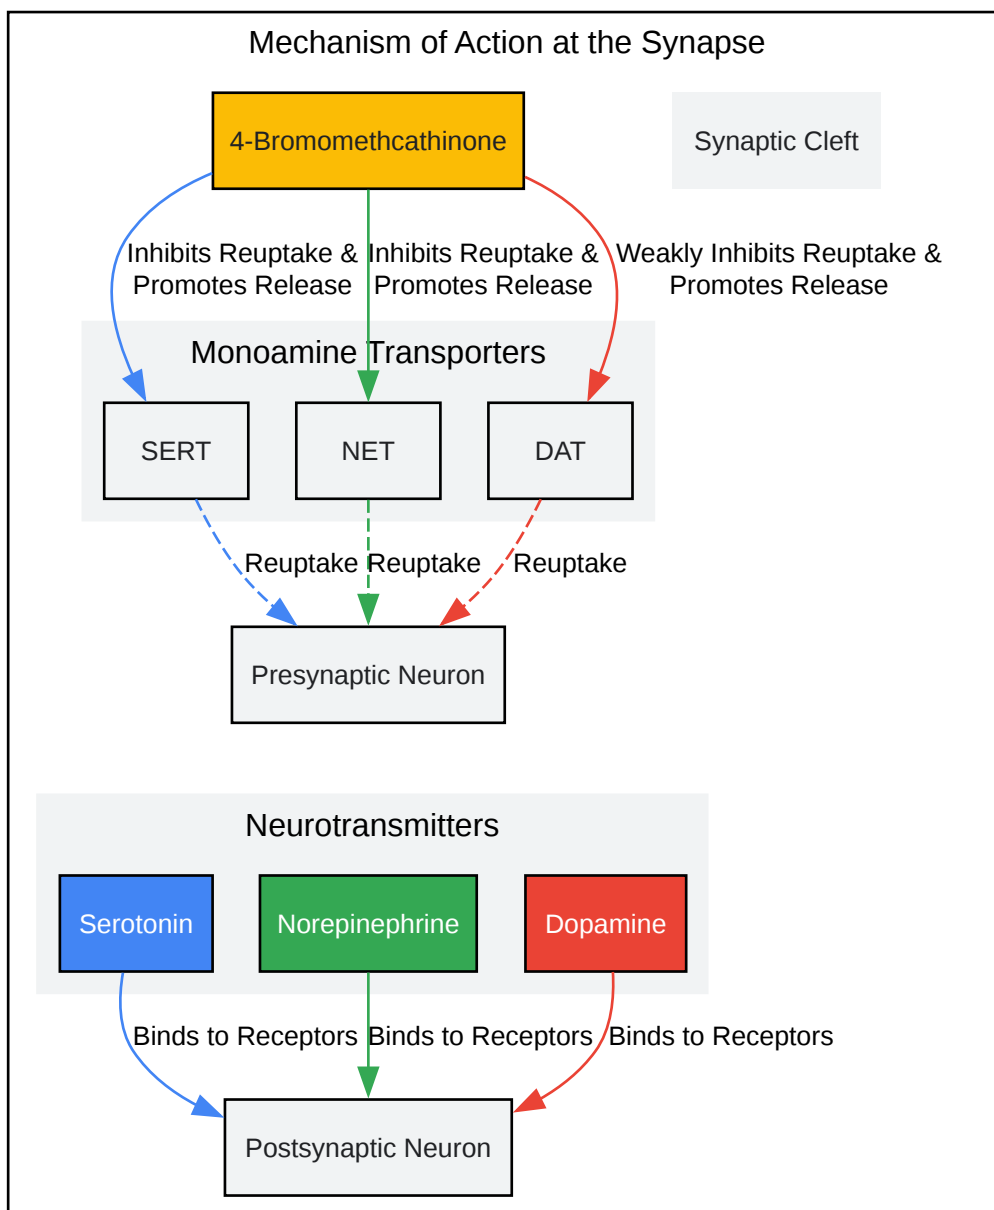 Mechanism of Action at the Synapse
4-Bromomethcathinone
Synaptic Cleft
Inhibits Reuptake &
Promotes Release
Inhibits Reuptake &
Promotes Release
Weakly Inhibits Reuptake &
Promotes Release
Monoamine Transporters
SERT
NET
DAT
Reuptake
Reuptake
Reuptake
Presynaptic Neuron
Neurotransmitters
Serotonin
Norepinephrine
Dopamine
Binds to Receptors
Binds to Receptors
Binds to Receptors
Postsynaptic Neuron